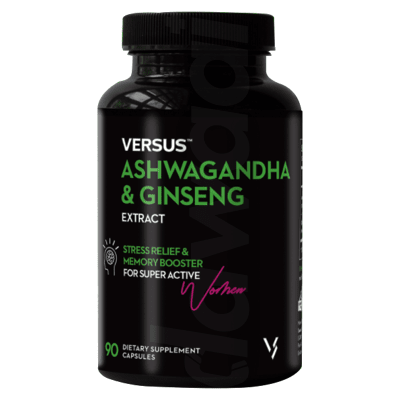 VERSUS™
ASHWAGANDHA
& GINSENG
EXTRACT
STRESS RELIEF &
MEMORY BOOSTER
FOR SUPER ACTIVE
Women
90 DIETARY SUPPLEMENT
CAPSULES